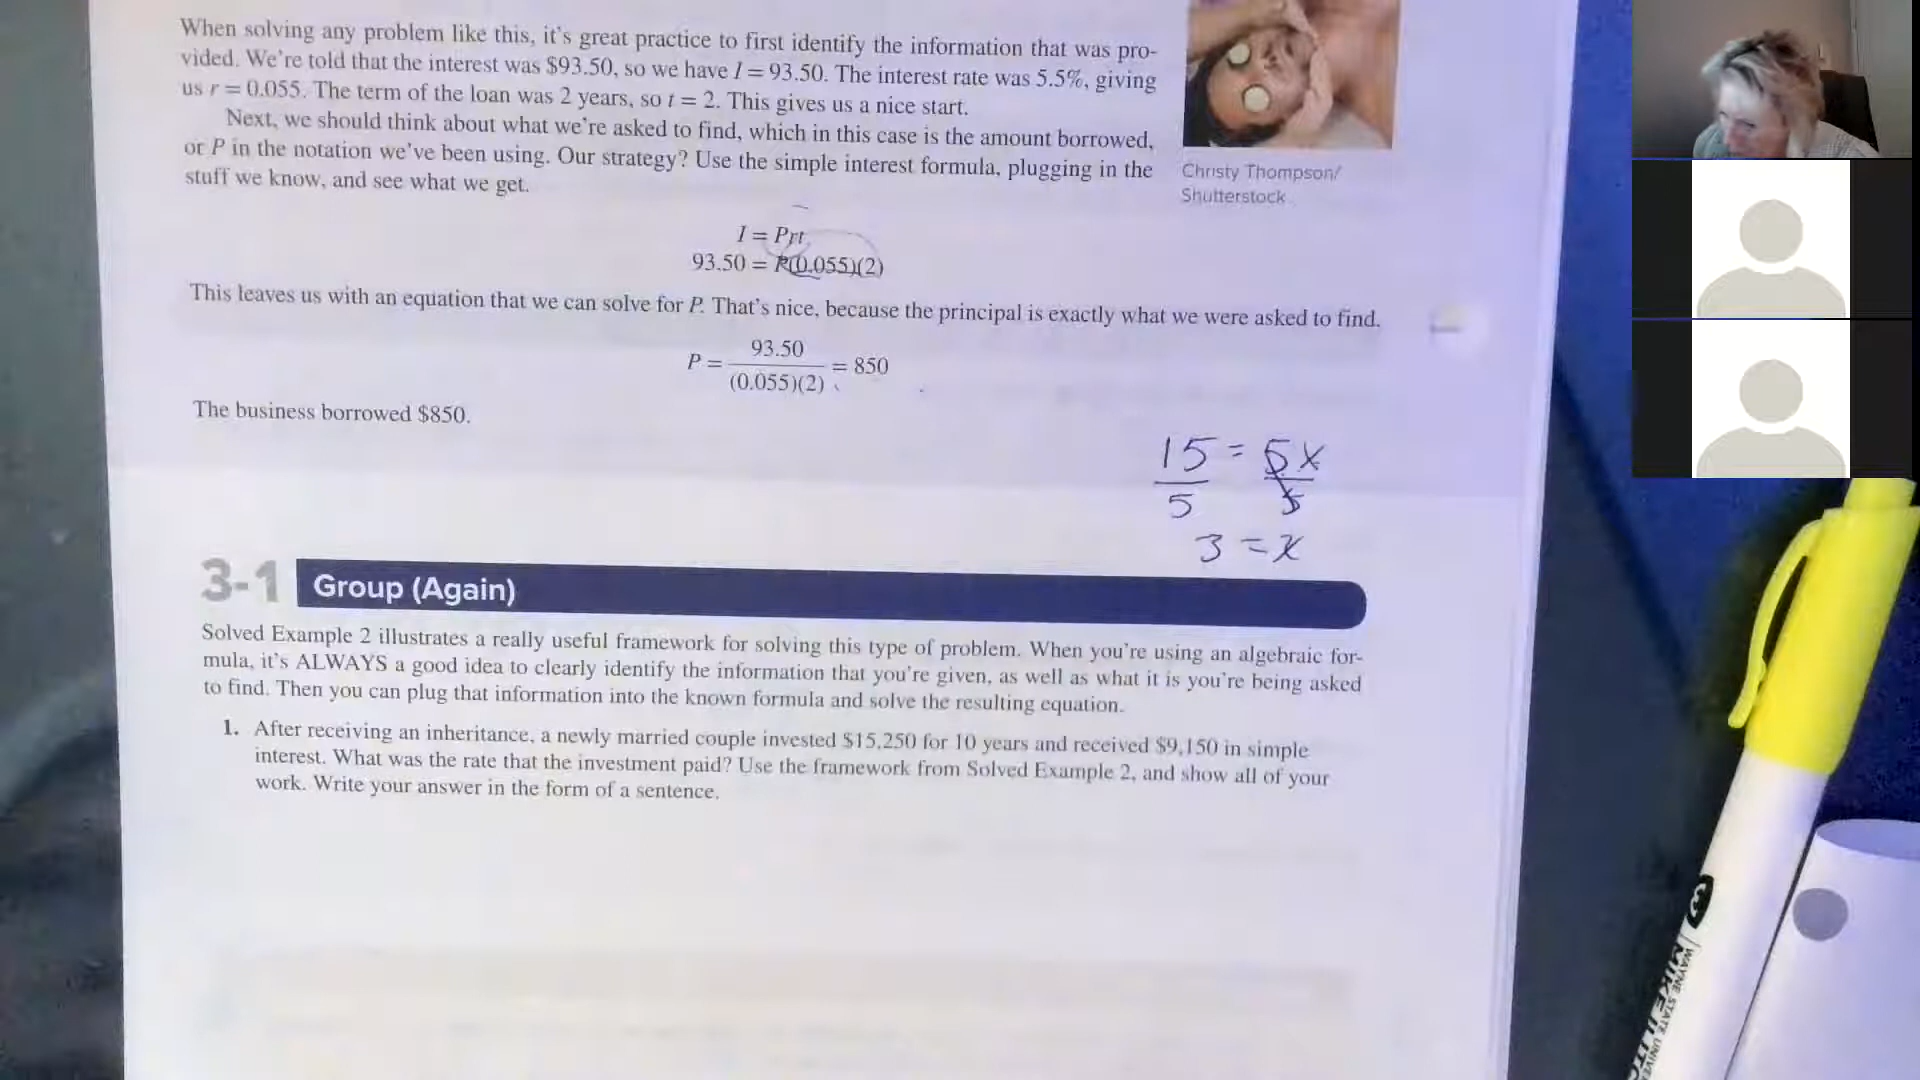 When solving any problem like this, it's great practice to first identify the information that was pro-
vided. We're told that the interest was $93.50, so we have I = 93.50. The interest rate was 5.5%, giving
us r = 0.055. The term of the loan was 2 years, so t = 2. This gives us a nice start.
Next, we should think about what we're asked to find, which in this case is the amount borrowed,
or P in the notation we've been using. Our strategy? Use the simple interest formula, plugging in the
stuff we know, and see what we get.
Christy Thompson/
Shutterstock
I = Prt
93.50 = P(0.055)(2)
This leaves us with an equation that we can solve for P. That's nice, because the principal is exactly what we were asked to find.
P = 93.50 / (0.055)(2) = 850
The business borrowed $850.
15 = 5x
5 5
3 = x
3-1 Group (Again)
Solved Example 2 illustrates a really useful framework for solving this type of problem. When you're using an algebraic for-
mula, it's ALWAYS a good idea to clearly identify the information that you're given, as well as what it is you're being asked
to find. Then you can plug that information into the known formula and solve the resulting equation.
1. After receiving an inheritance, a newly married couple invested $15,250 for 10 years and received $9,150 in simple
interest. What was the rate that the investment paid? Use the framework from Solved Example 2, and show all of your
work. Write your answer in the form of a sentence.
WAYNE STATE